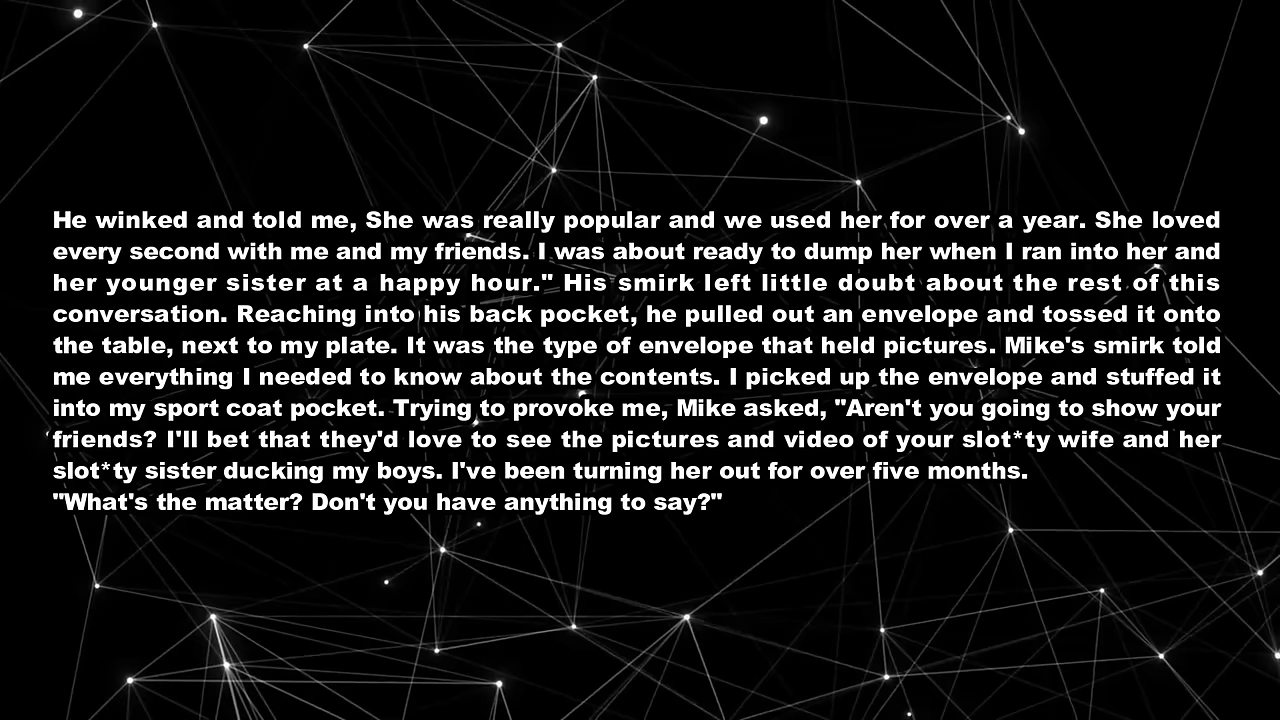 He winked and told me, She was really popular and we used her for over a year. She loved
every second with me and my friends. I was about ready to dump her when I ran into her and
her younger sister at a happy hour." His smirk left little doubt about the rest of this
conversation. Reaching into his back pocket, he pulled out an envelope and tossed it onto
the table, next to my plate. It was the type of envelope that held pictures. Mike's smirk told
me everything I needed to know about the contents. I picked up the envelope and stuffed it
into my sport coat pocket. Trying to provoke me, Mike asked, "Aren't you going to show your
friends? I'll bet that they'd love to see the pictures and video of your slot*ty wife and her
slot*ty sister ducking my boys. I've been turning her out for over five months.
"What's the matter? Don't you have anything to say?"